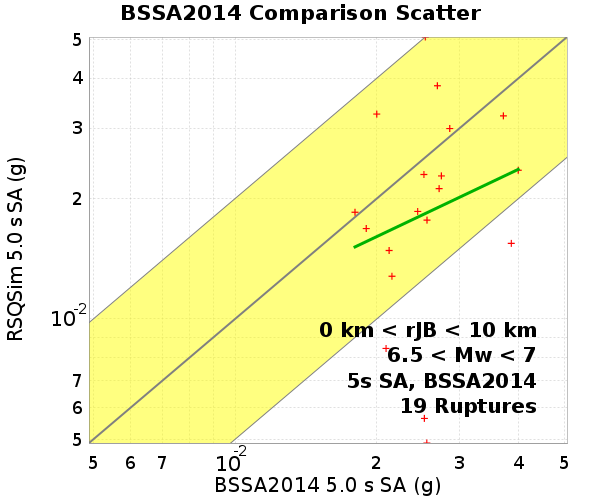 BSSA2014 Comparison Scatter
RSQSim 5.0 s SA (g)
5
4
3
2
10-2
7
6
5
0 km < rJB < 10 km
6.5 < Mw < 7
5s SA, BSSA2014
19 Ruptures
5 6 7 10-2 2 3 4 5
BSSA2014 5.0 s SA (g)